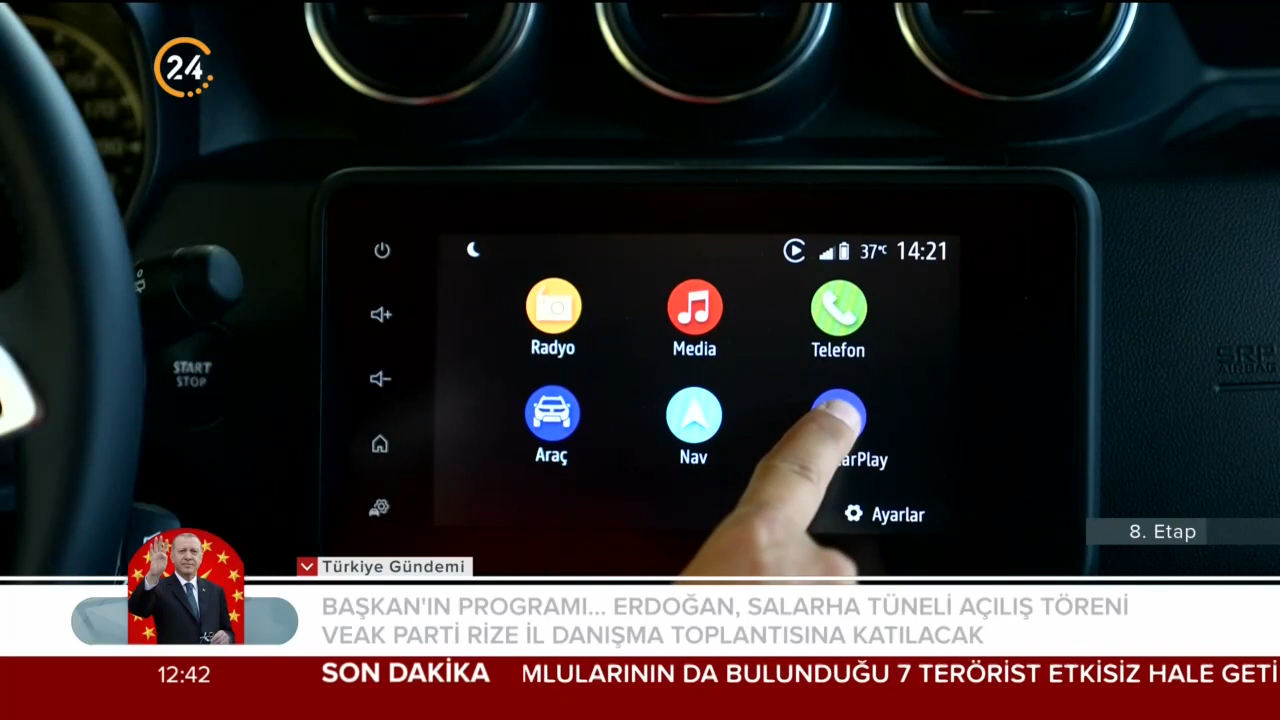 24
37°C 14:21
Radyo
Media
Telefon
START
STOP
Araç
Nav
arPlay
Ayarlar
SRP
AIRBAG
8. Etap
Türkiye Gündemi
BAŞKAN'IN PROGRAMI... ERDOĞAN, SALARHA TÜNELİ AÇILIŞ TÖRENİ
VEAK PARTİ RİZE İL DANIŞMA TOPLANTISINA KATILACAK
12:42
SON DAKİKA
MLULARININ DA BULUNDUĞU 7 TERÖRİST ETKİSİZ HALE GETİ